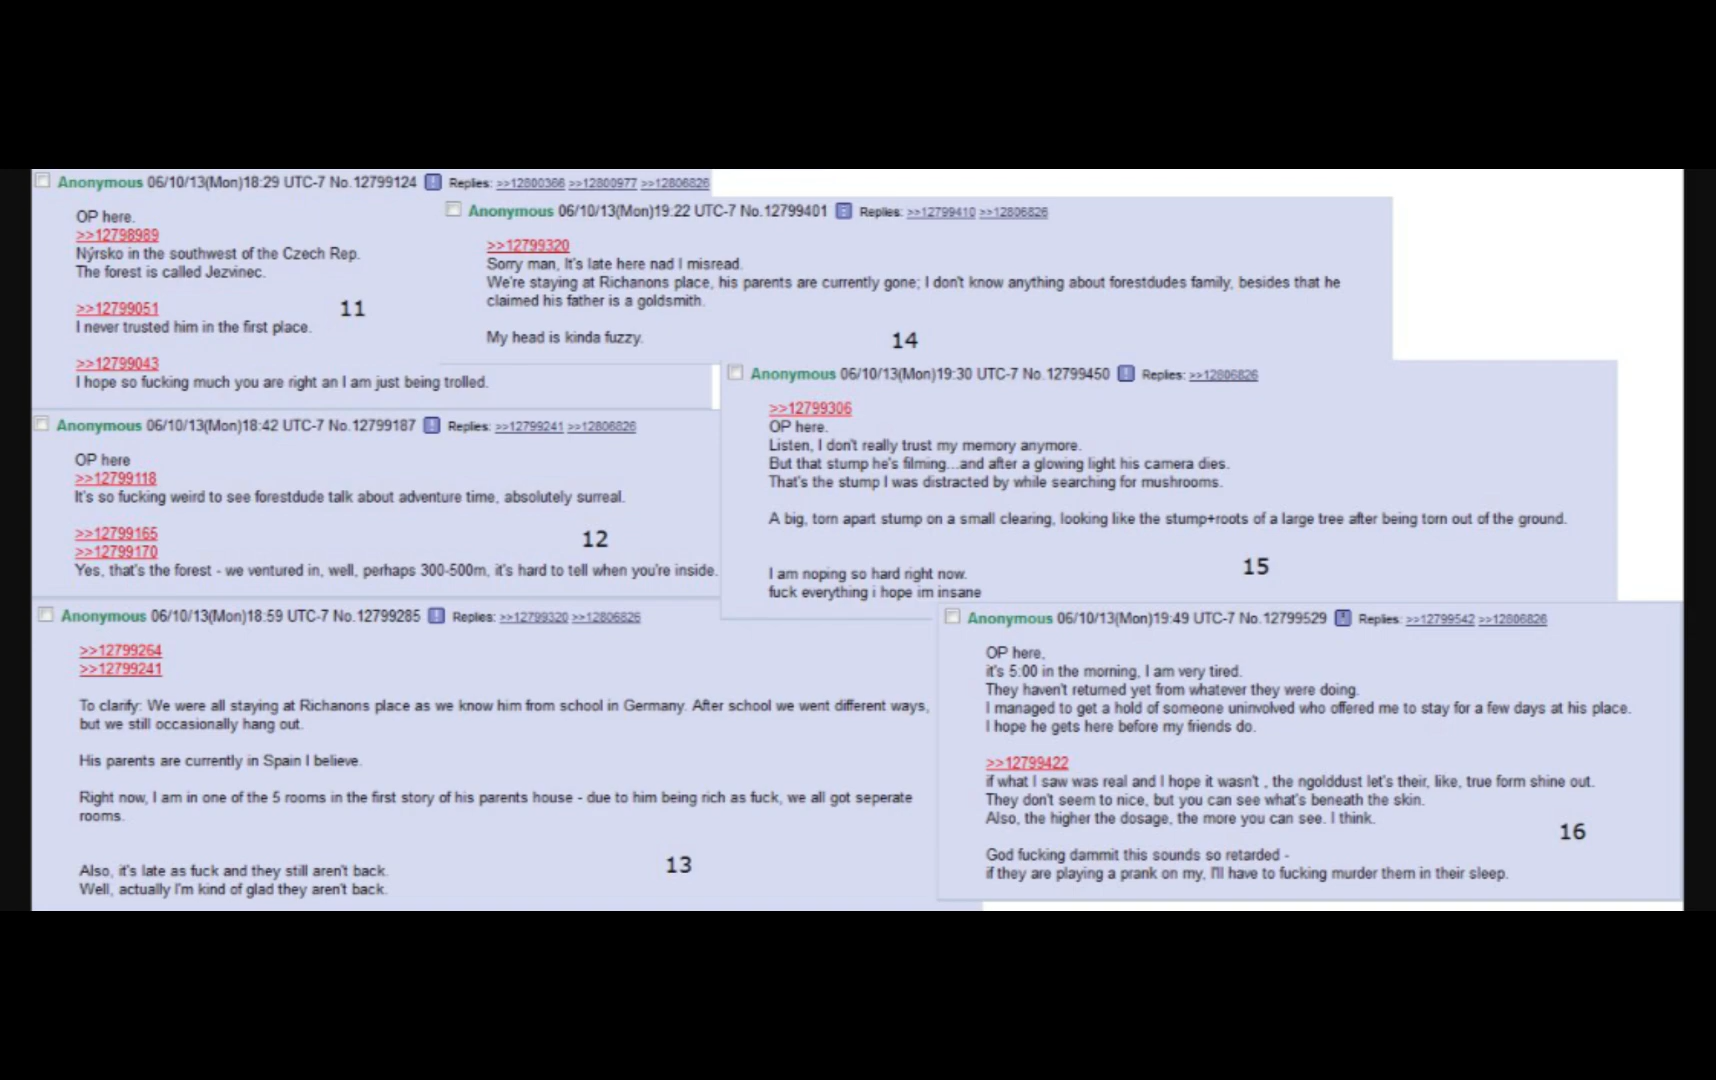 Anonymous 06/10/13(Mon)18:29 UTC-7 No.12799124 Replies: >>12800366 >>12800977 >>12806826
OP here.
>>12798989
Nýrsko in the southwest of the Czech Rep.
The forest is called Jezvinec.
>>12799051
I never trusted him in the first place.
11
>>12799043
I hope so fucking much you are right an I am just being trolled.
Anonymous 06/10/13(Mon)18:42 UTC-7 No.12799187 Replies: >>12799241 >>12806826
OP here
>>12799118
It's so fucking weird to see forestdude talk about adventure time, absolutely surreal.
>>12799165
>>12799170
12
Yes, that's the forest - we ventured in, well, perhaps 300-500m, it's hard to tell when you're inside.
Anonymous 06/10/13(Mon)18:59 UTC-7 No.12799285 Replies: >>12799320 >>12806826
>>12799264
>>12799241
To clarify: We were all staying at Richanons place as we know him from school in Germany. After school we went different ways,
but we still occasionally hang out.
His parents are currently in Spain I believe.
Right now, I am in one of the 5 rooms in the first story of his parents house - due to him being rich as fuck, we all got seperate
rooms.
Also, it's late as fuck and they still aren't back.
Well, actually I'm kind of glad they aren't back.
13
Anonymous 06/10/13(Mon)19:22 UTC-7 No.12799401 Replies: >>12799410 >>12806826
>>12799320
Sorry man, It's late here nad I misread.
We're staying at Richanons place, his parents are currently gone; I don't know anything about forestdudes family, besides that he
claimed his father is a goldsmith.
My head is kinda fuzzy.
14
Anonymous 06/10/13(Mon)19:30 UTC-7 No.12799450 Replies: >>12806826
>>12799306
OP here.
Listen, I don't really trust my memory anymore.
But that stump he's filming...and after a glowing light his camera dies.
That's the stump I was distracted by while searching for mushrooms.
A big, torn apart stump on a small clearing, looking like the stump+roots of a large tree after being torn out of the ground.
15
I am noping so hard right now.
fuck everything i hope im insane
Anonymous 06/10/13(Mon)19:49 UTC-7 No.12799529 Replies: >>12799542 >>12806826
OP here,
it's 5:00 in the morning, I am very tired.
They haven't returned yet from whatever they were doing.
I managed to get a hold of someone uninvolved who offered me to stay for a few days at his place.
I hope he gets here before my friends do.
>>12799422
if what I saw was real and I hope it wasn't , the ngolddust let's their, like, true form shine out.
They don't seem to nice, but you can see what's beneath the skin.
Also, the higher the dosage, the more you can see. I think.
16
God fucking dammit this sounds so retarded -
if they are playing a prank on my, I'll have to fucking murder them in their sleep.